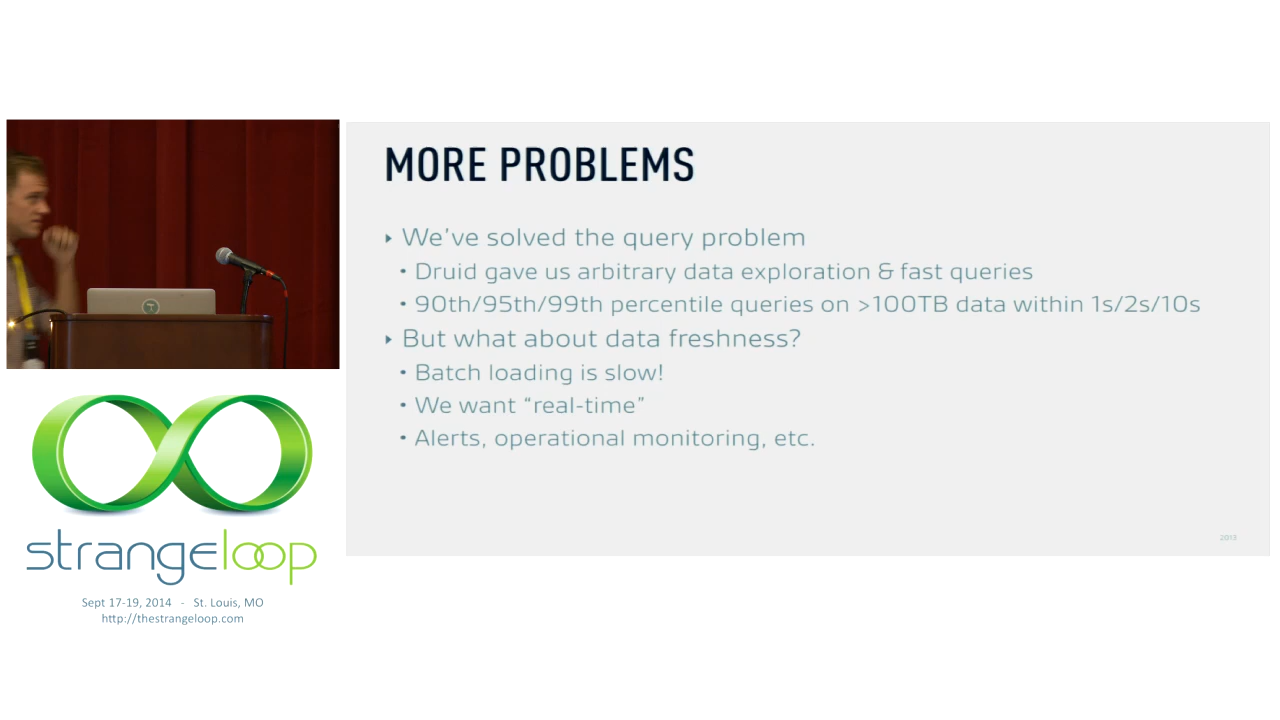 MORE PROBLEMS
‣ We've solved the query problem
• Druid gave us arbitrary data exploration & fast queries
• 90th/95th/99th percentile queries on >100TB data within 1s/2s/10s
‣ But what about data freshness?
• Batch loading is slow!
• We want “real-time”
• Alerts, operational monitoring, etc.
2013
strangeloop
Sept 17-19, 2014 - St. Louis, MO
http://thestrangeloop.com